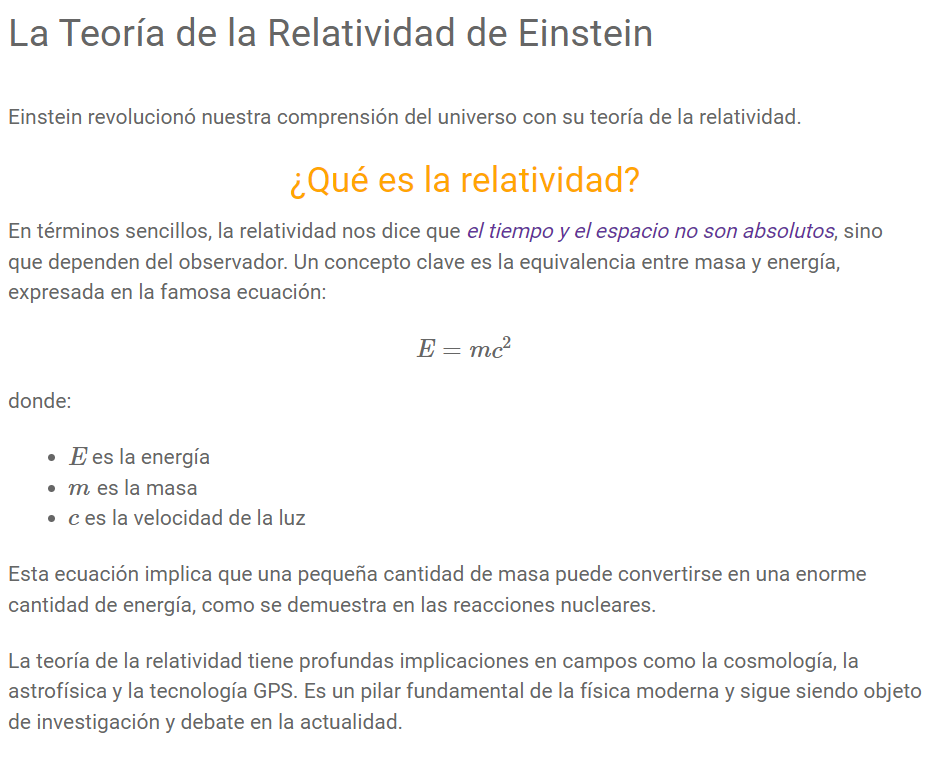 La Teoría de la Relatividad de Einstein
Einstein revolucionó nuestra comprensión del universo con su teoría de la relatividad.
¿Qué es la relatividad?
En términos sencillos, la relatividad nos dice que el tiempo y el espacio no son absolutos, sino
que dependen del observador. Un concepto clave es la equivalencia entre masa y energía,
expresada en la famosa ecuación:
E = mc²
donde:
• E es la energía
• m es la masa
• c es la velocidad de la luz
Esta ecuación implica que una pequeña cantidad de masa puede convertirse en una enorme
cantidad de energía, como se demuestra en las reacciones nucleares.
La teoría de la relatividad tiene profundas implicaciones en campos como la cosmología, la
astrofísica y la tecnología GPS. Es un pilar fundamental de la física moderna y sigue siendo objeto
de investigación y debate en la actualidad.